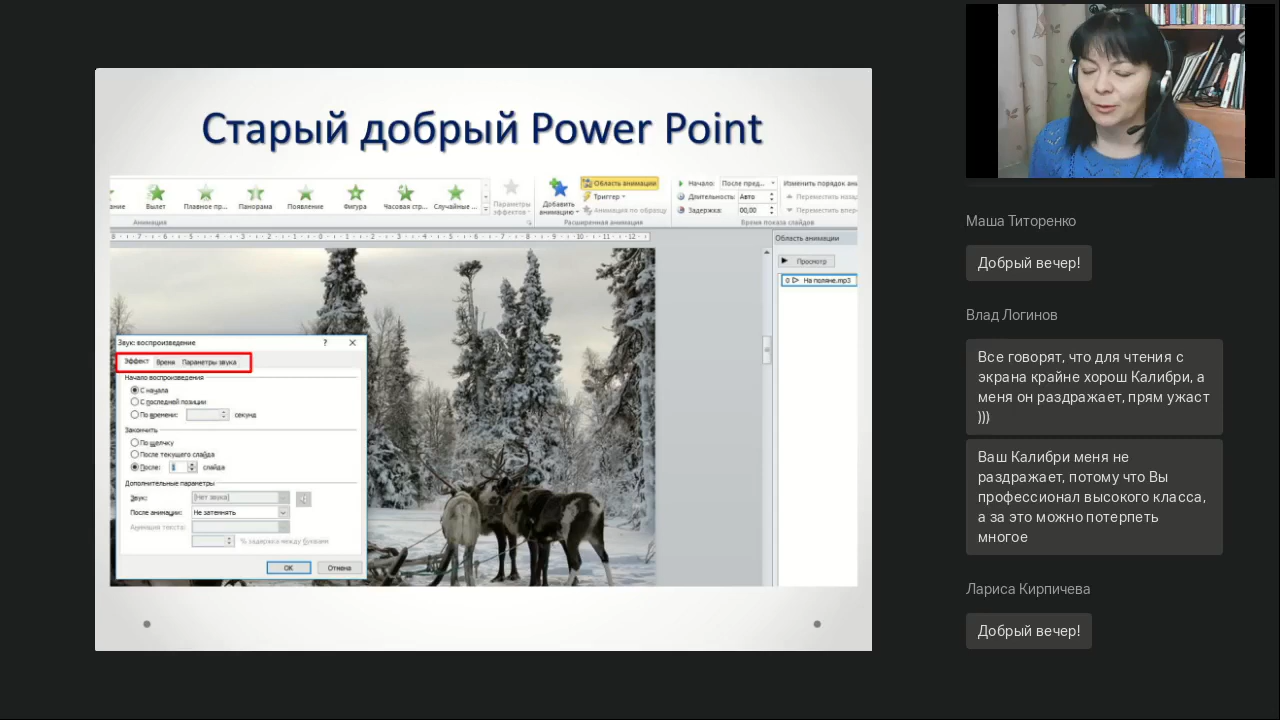 Старый добрый Power Point
Вылет
Плавное пр...
Панорама
Появление
Фигура
Часовая стр...
Случайные ...
Параметры эффектов
Добавить анимацию
Область анимации
Триггер
Анимация по образцу
Начало: После пред...
Длительность: Авто
Задержка: 00,00
Изменить порядок
Переместить
Переместить
Анимация
Расширенная анимация
Время показа слайдов
Область анимации
Просмотр
0 На поляне.mp3
Звук: воспроизведение
Эффект Время Параметры звука
Начало воспроизведения
С начала
С последней позиции
По времени: секунд
Закончить
По щелчку
После текущего слайда
После: слайда
Дополнительные параметры
Звук: [Нет звука]
После анимации: Не затемнять
Анимация текста:
% задержка между буквами
ОК Отмена
Маша Титоренко
Добрый вечер!
Влад Логинов
Все говорят, что для чтения с
экрана крайне хорош Калибри, а
меня он раздражает, прям ужаст
)))
Ваш Калибри меня не
раздражает, потому что Вы
профессионал высокого класса,
а за это можно потерпеть
многое
Лариса Кирпичева
Добрый вечер!